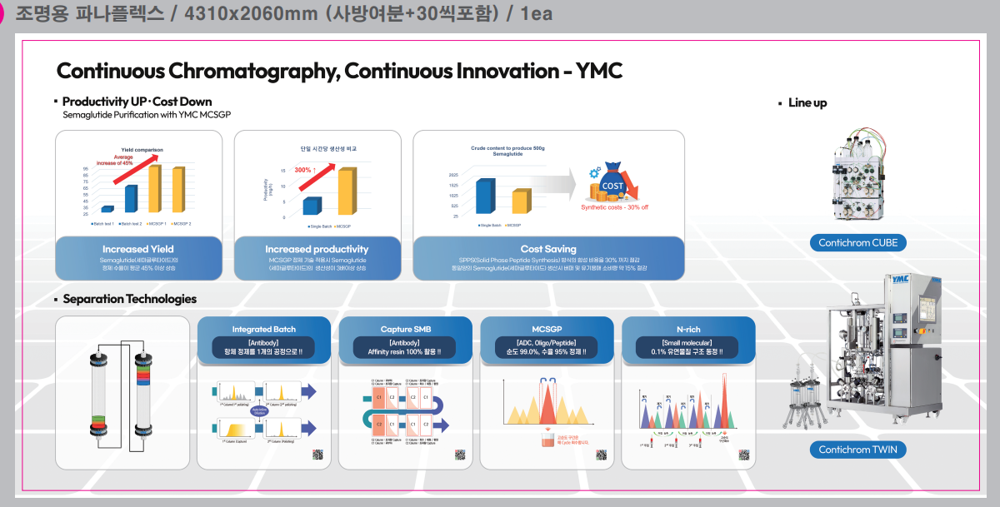 조명용 파나플렉스 / 4310x2060mm (사방여분+30씩포함) / 1ea
Continuous Chromatography, Continuous Innovation - YMC
▪ Productivity UP · Cost Down
Semaglutide Purification with YMC MCSGP
Yield comparison
Average
increase of 45%
95
85
75
65
55
45
35
25
Batch test 1 Batch test 2 MCSGP 1 MCSGP 2
Increased Yield
Semaglutide(세마글루타이드)의
정제 수율이 평균 45% 이상 상승
단일 시간당 생산성 비교
300% ↑
Productivity
(mg/h)
15
10
5
0
Single Batch MCSGP
Increased productivity
MCSGP 정제 기술 적용시 Semaglutide
(세마글루타이드)의 생산성이 3배이상 상승
Crude content to produce 500g
Semaglutide
2025
1625
1225
825
25
Single Batch MCSGP
COST
Synthetic costs - 30% off
Cost Saving
SPPS(Solid Phase Peptide Synthesis) 방식의 합성 비용을 30% 까지 절감
동일양의 Semaglutide(세마글루타이드) 생산시 버퍼 및 유기용매 소비량 약 15% 절감
▪ Line up
Contichrom CUBE
YMC
Contichrom TWIN
▪ Separation Technologies
Integrated Batch
[Antibody]
항체 정제를 1개의 공정으로 !!
1st Column(1st polishing)
2nd Column (2nd polishing)
Auto Inline
Dilution
1st Column (Capture)
2nd Column (Polishing)
Capture SMB
[Antibody]
Affinity resin 100% 활용 !!
C1 C2 C2 C1
C2 C1 C1 C2
MCSGP
[ADC, Oligo/Peptide]
순도 99.0%, 수율 95% 정제 !!
고순도 구간만
매 Cycle 회수합니다.
N-rich
[Small molecular]
0.1% 유연물질 구조 동정 !!